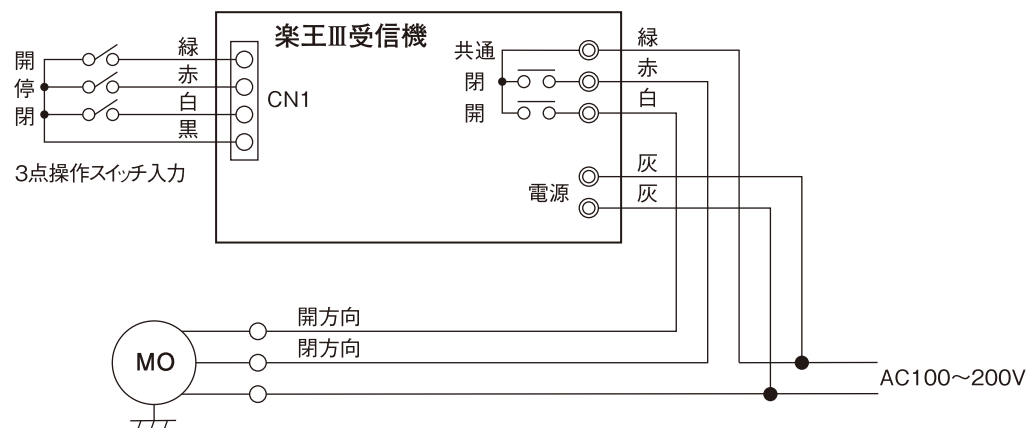 楽王Ⅲ受信機
開
停
閉
緑
赤
白
黒
CN1
3点操作スイッチ入力
共通
閉
開
緑
赤
白
電源
灰
灰
開方向
閉方向
MO
AC100～200V